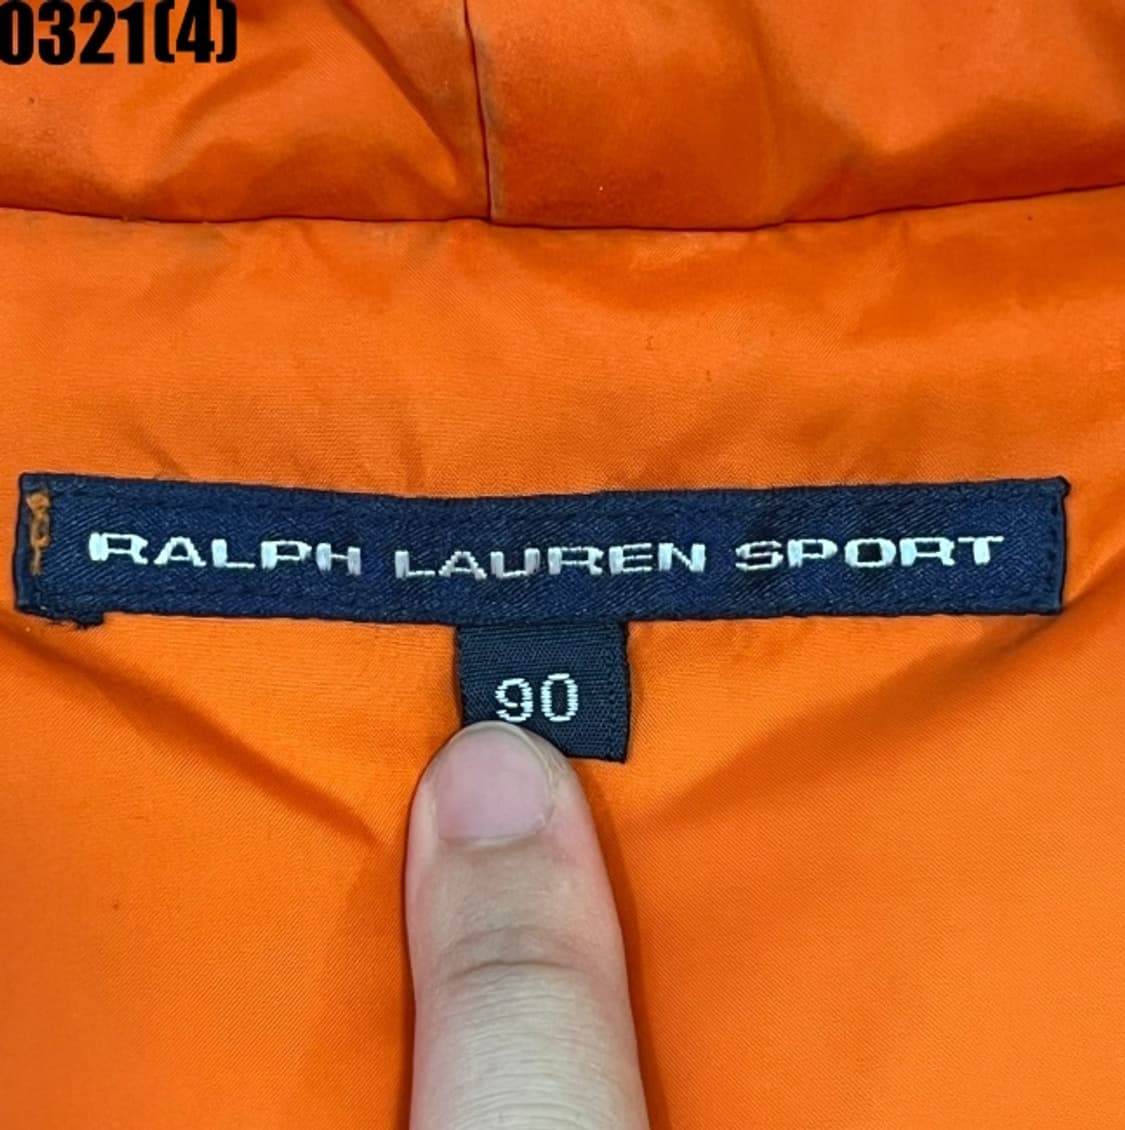 0321(4)
RALPH LAUREN SPORT
90